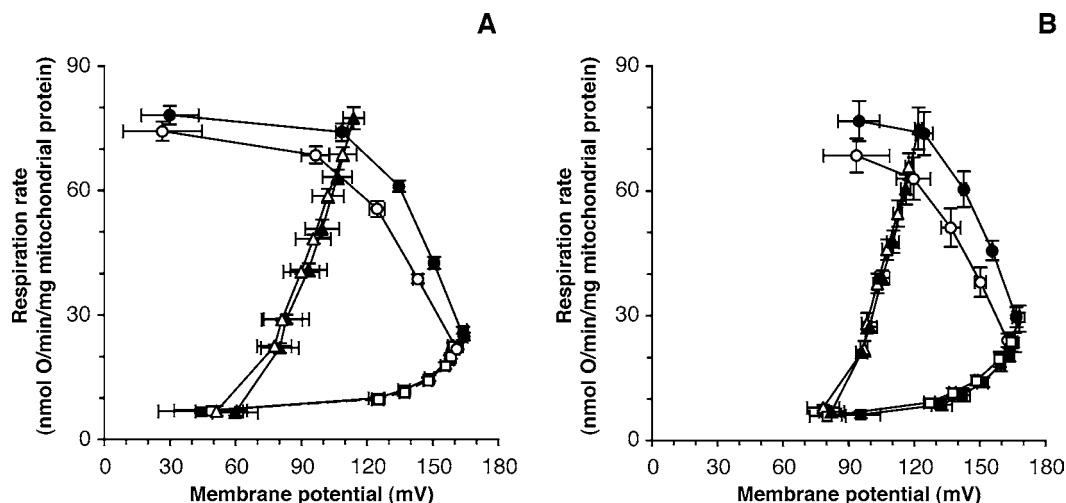 A
Respiration rate
(nmol O/min/mg mitochondrial protein)
90
60
30
0
0 30 60 90 120 150 180
Membrane potential (mV)
B
Respiration rate
(nmol O/min/mg mitochondrial protein)
90
60
30
0
0 30 60 90 120 150 180
Membrane potential (mV)